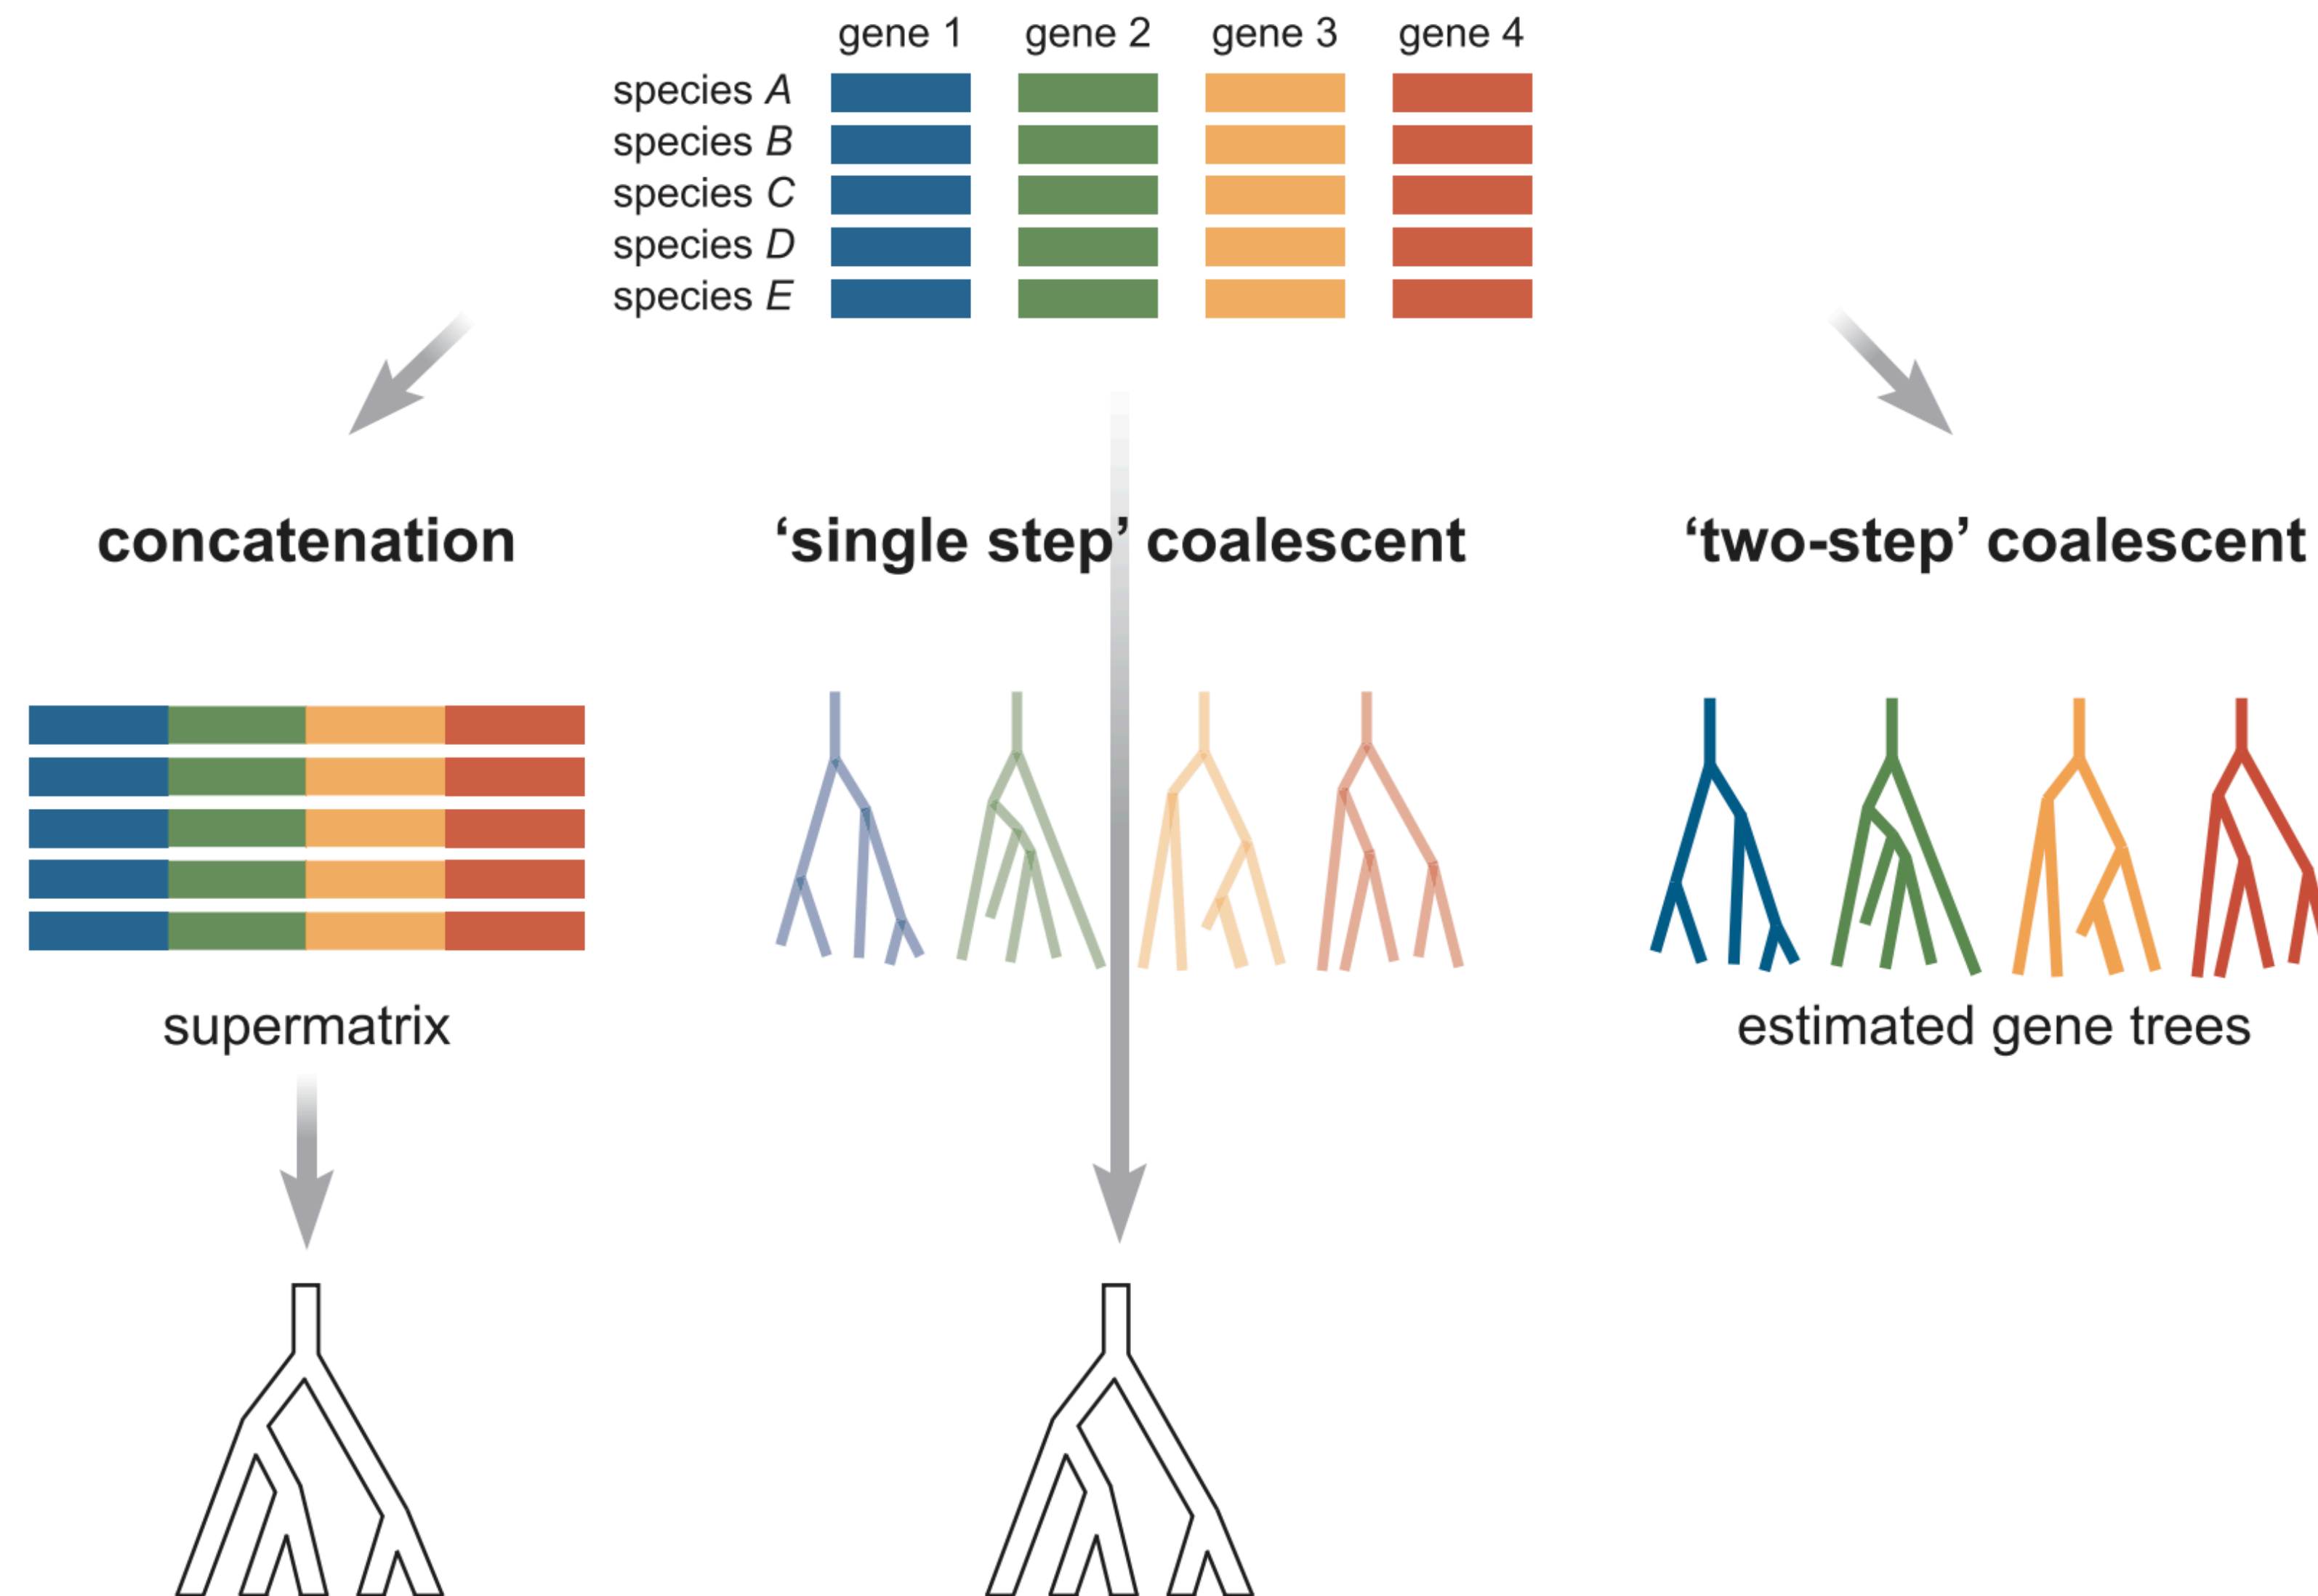 gene 1 gene 2 gene 3 gene 4
species A
species B
species C
species D
species E
concatenation
‘single step’ coalescent
‘two-step’ coalescent
supermatrix
estimated gene trees